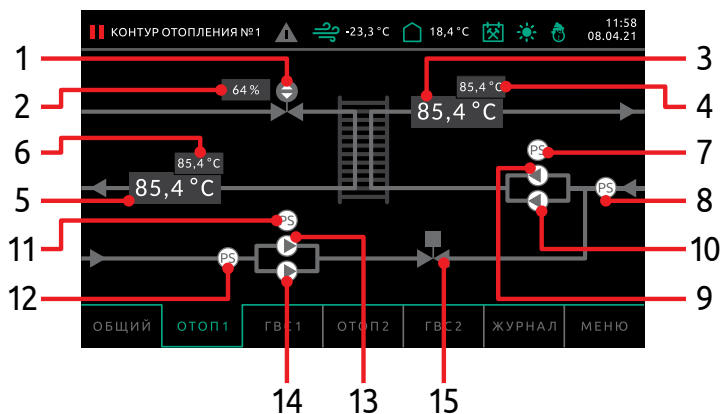 КОНТУР ОТОПЛЕНИЯ №1 -23,3 °C 18,4 °C 11:58
08.04.21
1 3
2 64 % 85,4 °C 4
85,4 °C
6 85,4 °C PS 7
5 85,4 °C PS 8
11 PS 10
12 PS 9
ОБЩИЙ ОТОП1 ГВС1 ОТОП2 ГВС2 ЖУРНАЛ МЕНЮ
14 13 15